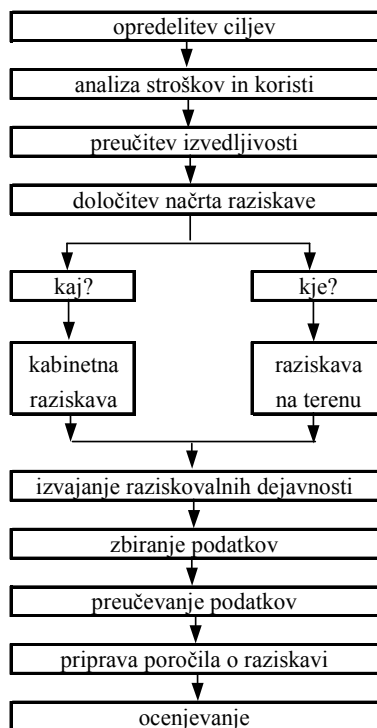 opredelitev ciljev
analiza stroškov in koristi
preučitev izvedljivosti
določitev načrta raziskave
kaj?
kje?
kabinetna
raziskava
raziskava
na terenu
izvajanje raziskovalnih dejavnosti
zbiranje podatkov
preučevanje podatkov
priprava poročila o raziskavi
ocenjevanje